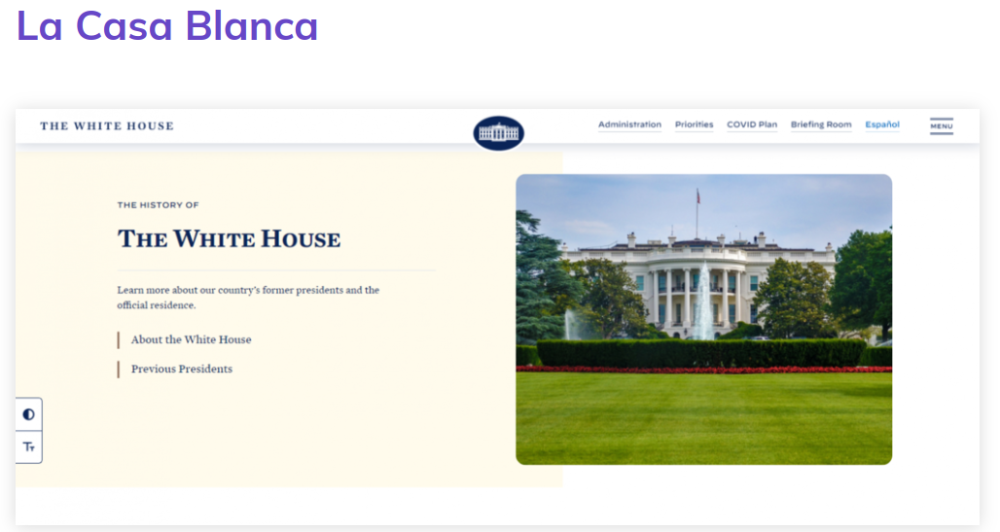 La Casa Blanca
THE WHITE HOUSE
Administration Priorities COVID Plan Briefing Room Español MENU
THE HISTORY OF
THE WHITE HOUSE
Learn more about our country's former presidents and the
official residence.
About the White House
Previous Presidents
TT